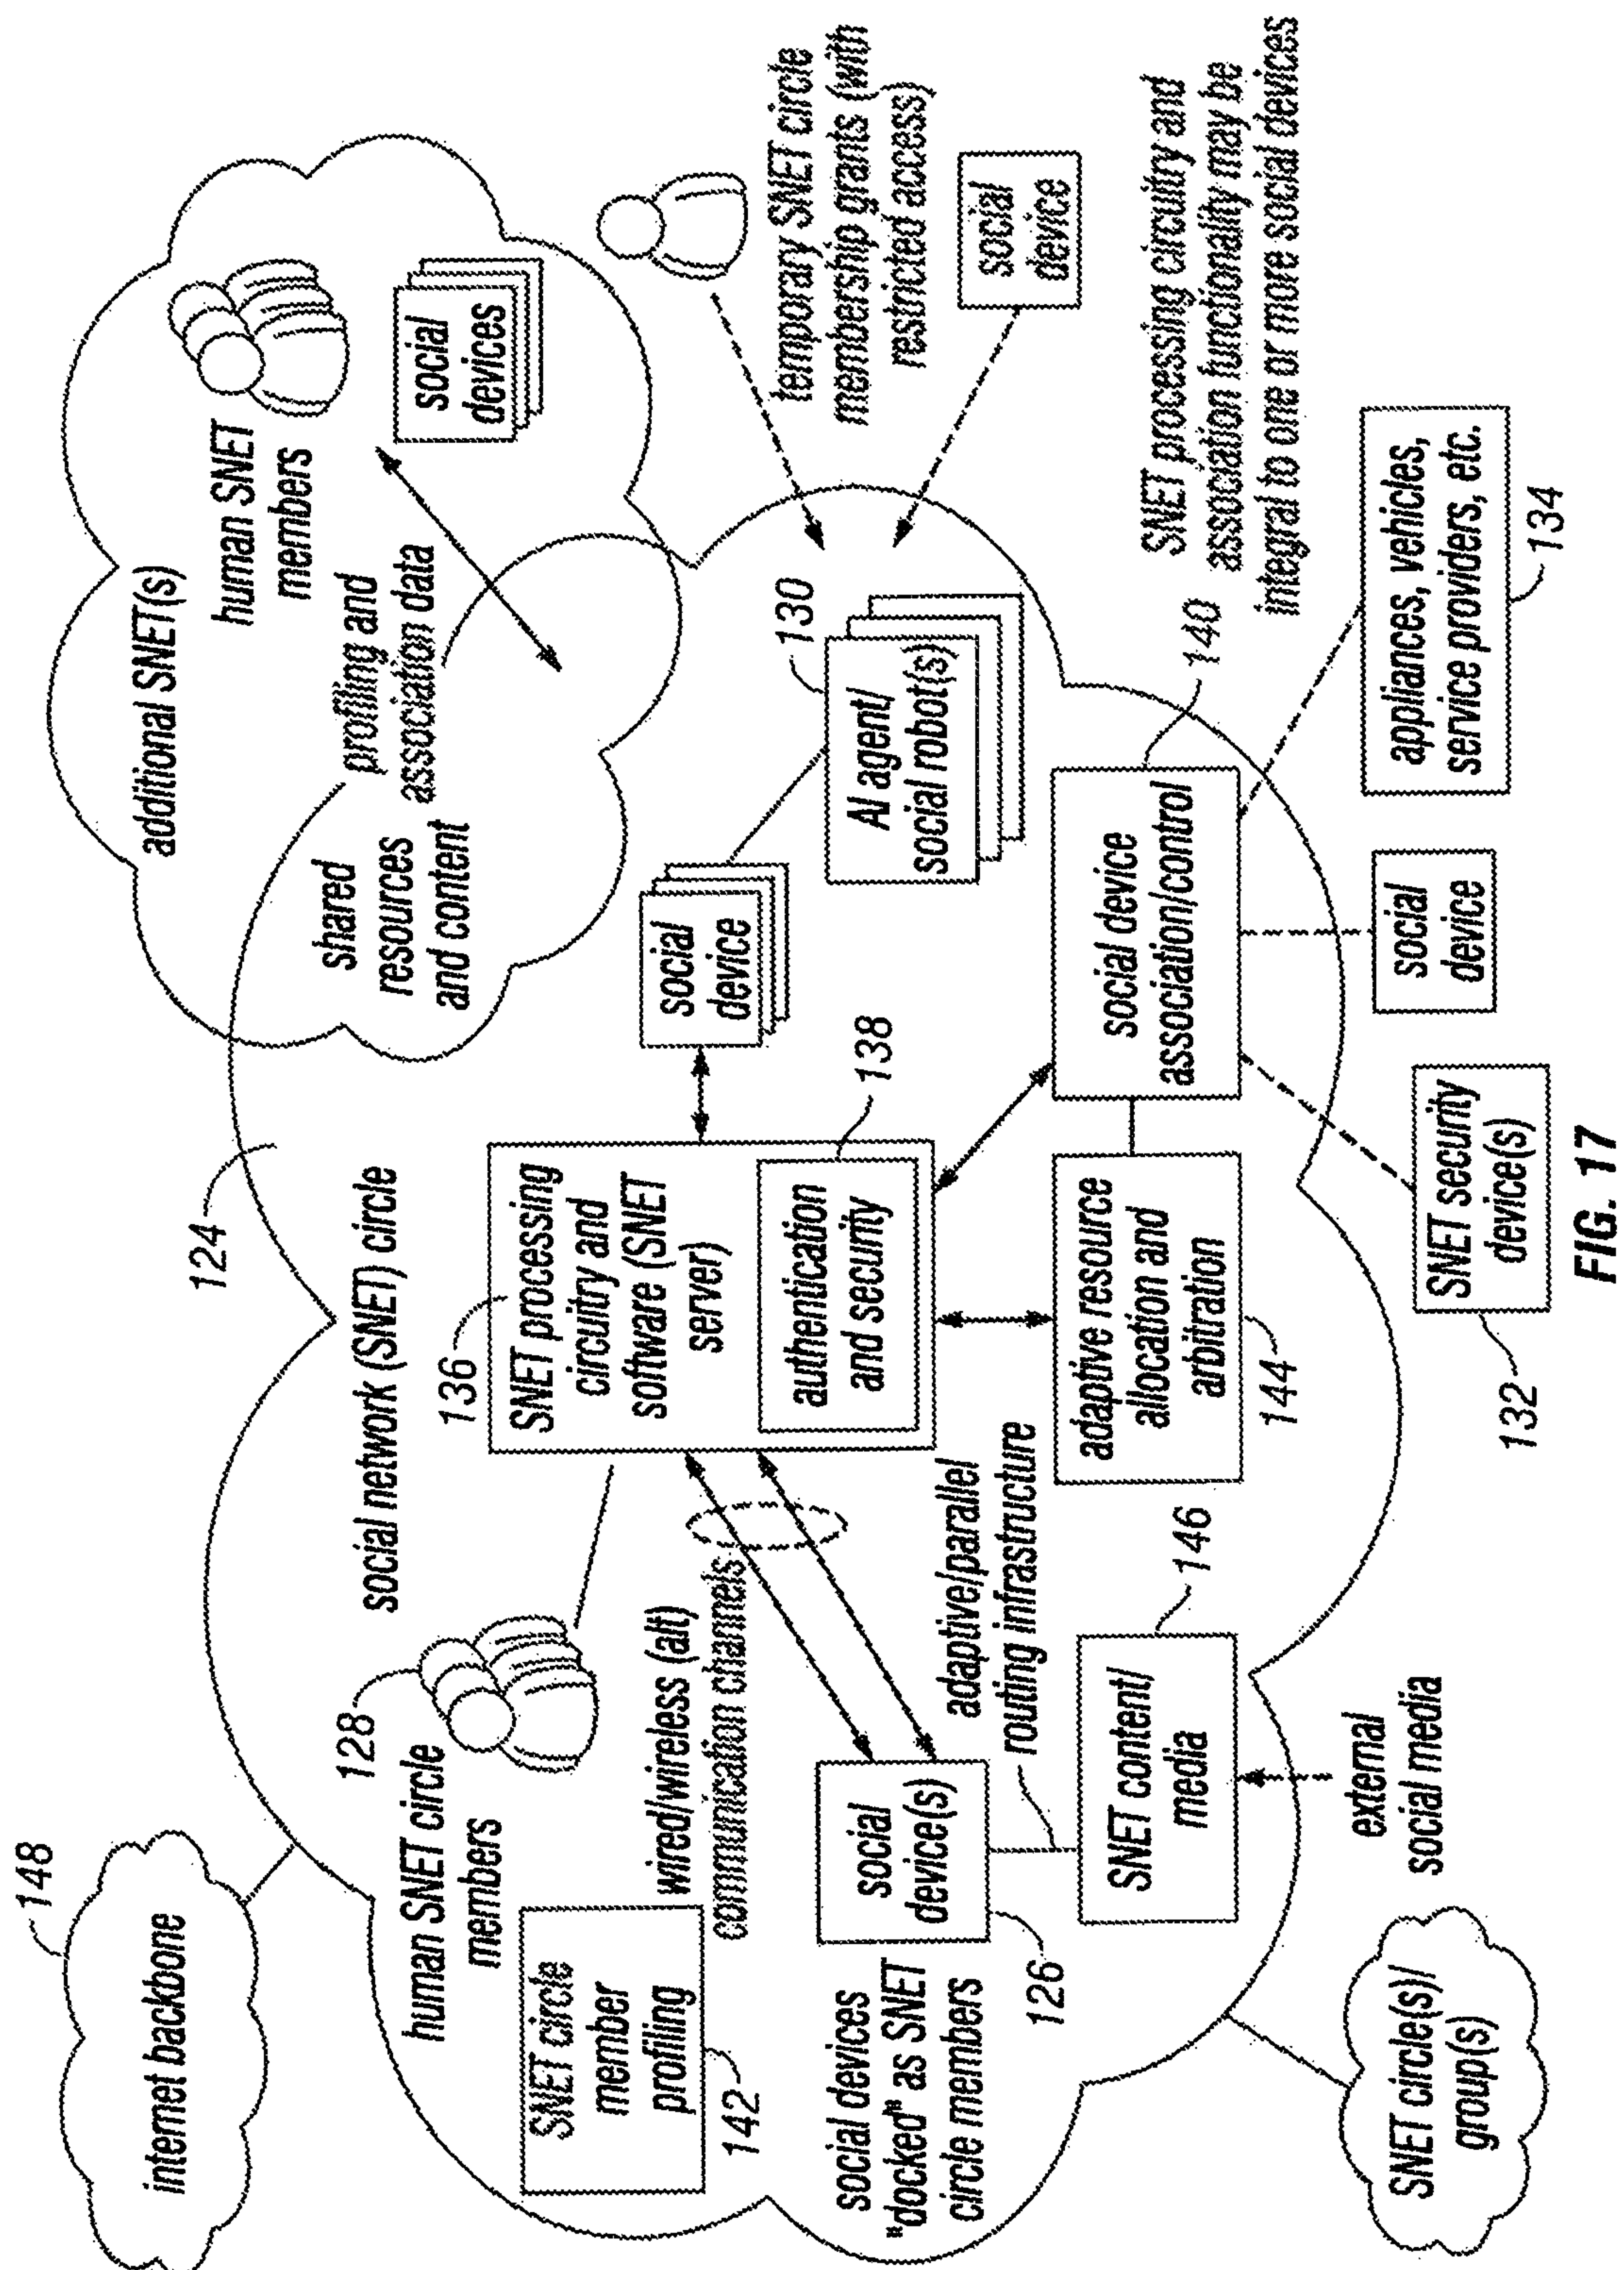 148
internet backbone
additional SNET(s)
human SNET
members
social
devices
profiling and
association data
shared
resources
and content
124
social network (SNET) circle
128
human SNET circle
members
136
SNET processing
circuitry and
software (SNET
server)
authentication
and security
138
social
device
130
AI agent/
social robot(s)
temporary SNET circle
membership grants (with
restricted access)
social
device
SNET circle
member
profiling
142
wired/wireless (alt)
communication channels
social devices
"docked" as SNET
circle members
social
device(s)
126
adaptive/parallel
routing infrastructure
SNET content/
media
146
external
social media
adaptive resource
allocation and
arbitration
144
social device
association/control
140
SNET processing circuitry and
association functionality may be
integral to one or more social devices
appliances, vehicles,
service providers, etc.
134
social
device
SNET security
device(s)
132
SNET circle(s)/
group(s)
FIG. 17